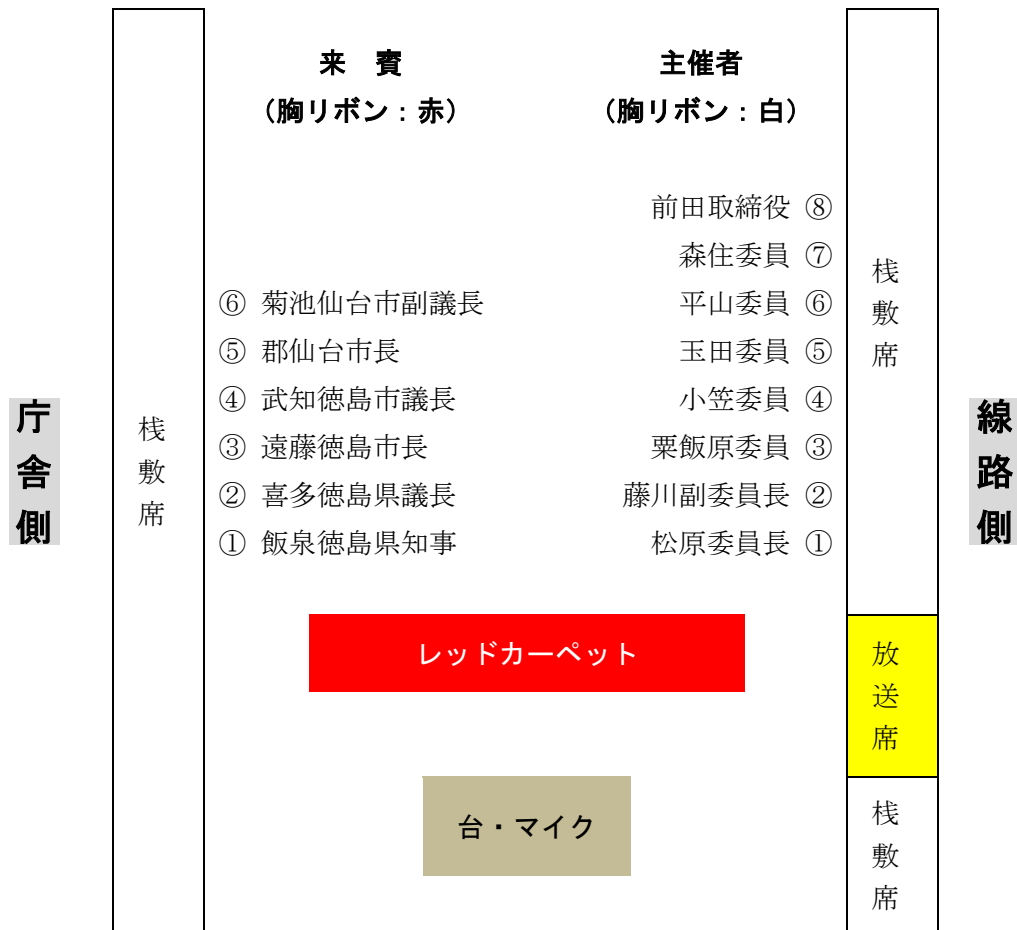 来　賓
（胸リボン：赤）
主催者
（胸リボン：白）
前田取締役 ⑧
森住委員 ⑦
⑥ 菊池仙台市副議長
平山委員 ⑥
⑤ 郡仙台市長
玉田委員 ⑤
④ 武知徳島市議長
小笠委員 ④
③ 遠藤徳島市長
粟飯原委員 ③
② 喜多徳島県議長
藤川副委員長 ②
① 飯泉徳島県知事
松原委員長 ①
庁舎側
桟敷席
桟敷席
線路側
レッドカーペット
放送席
台・マイク
桟敷席